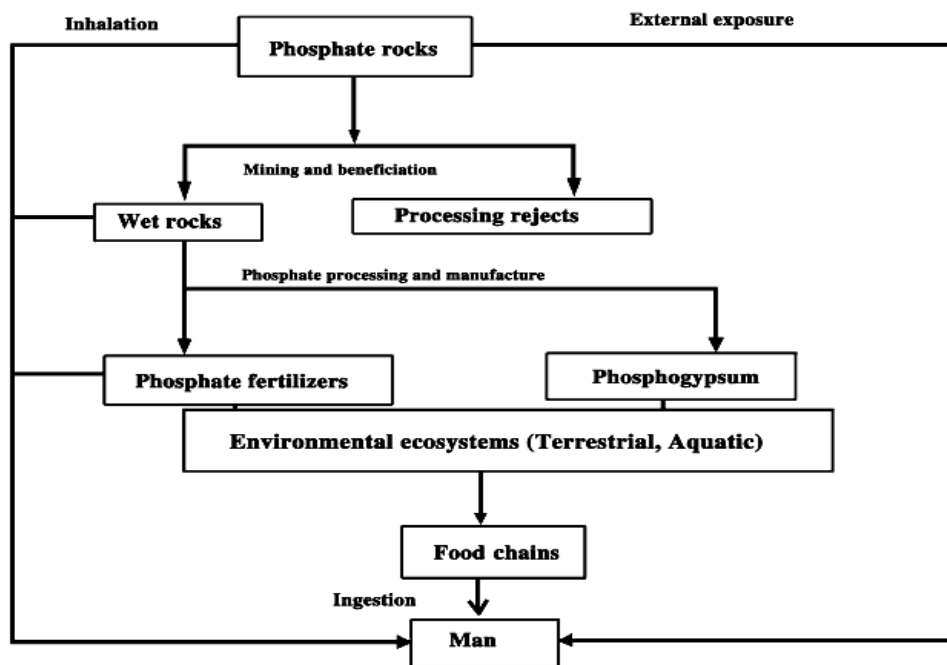 Inhalation
External exposure
Phosphate rocks
Mining and beneficiation
Wet rocks
Processing rejects
Phosphate processing and manufacture
Phosphate fertilizers
Phosphogypsum
Environmental ecosystems (Terrestrial, Aquatic)
Food chains
Ingestion
Man